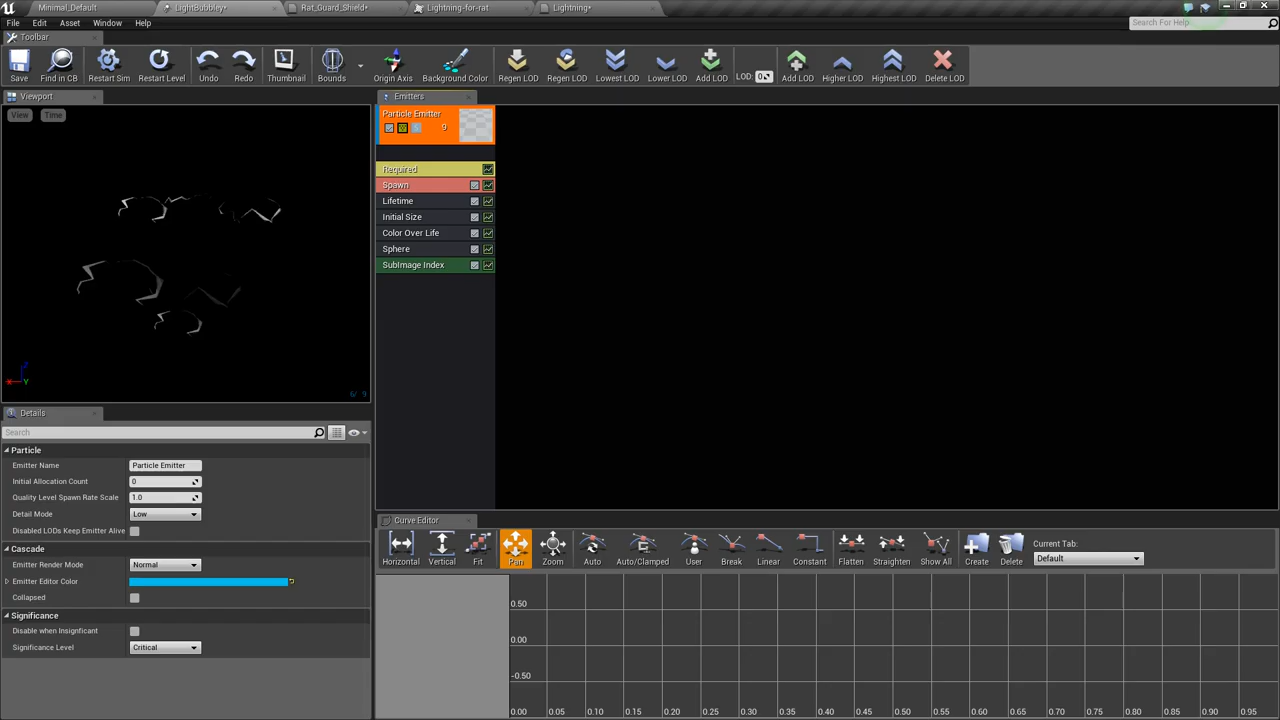 Minimal_Default LightBubbley* Rat_Guard_Shield* Lightning-for-rat Lightning*
File Edit Asset Window Help Search For Help
Toolbar
Save Find in CB Restart Sim Restart Level Undo Redo Thumbnail Bounds Origin Axis Background Color Regen LOD Regen LOD Lowest LOD Lower LOD Add LOD LOD: 0 Add LOD Higher LOD Highest LOD Delete LOD
Viewport
View Time
6/ 9
Z
X Y
Emitters
Particle Emitter
9
Required
Spawn
Lifetime
Initial Size
Color Over Life
Sphere
SubImage Index
Details
Search
Particle
Emitter Name Particle Emitter
Initial Allocation Count 0
Quality Level Spawn Rate Scale 1.0
Detail Mode Low
Disabled LODs Keep Emitter Alive
Cascade
Emitter Render Mode Normal
Emitter Editor Color
Collapsed
Significance
Disable when Insignficant
Significance Level Critical
Curve Editor
Horizontal Vertical Fit Pan Zoom Auto Auto/Clamped User Break Linear Constant Flatten Straighten Show All Create Delete
Current Tab:
Default
0.50
0.00
-0.50
0.00 0.05 0.10 0.15 0.20 0.25 0.30 0.35 0.40 0.45 0.50 0.55 0.60 0.65 0.70 0.75 0.80 0.85 0.90 0.95